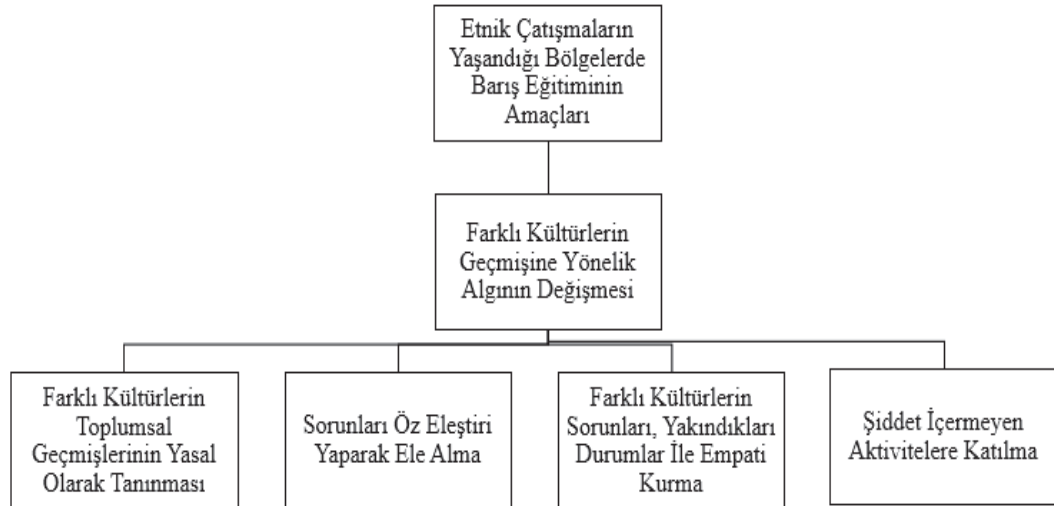 Etnik Çatışmaların
Yaşandığı Bölgelerde
Barış Eğitiminin
Amaçları
Farklı Kültürlerin
Geçmişine Yönelik
Algının Değişmesi
Farklı Kültürlerin
Toplumsal
Geçmişlerinin Yasal
Olarak Tanınması
Sorunları Öz Eleştiri
Yaparak Ele Alma
Farklı Kültürlerin
Sorunları, Yakındıkları
Durumlar İle Empati
Kurma
Şiddet İçermeyen
Aktivitelere Katılma